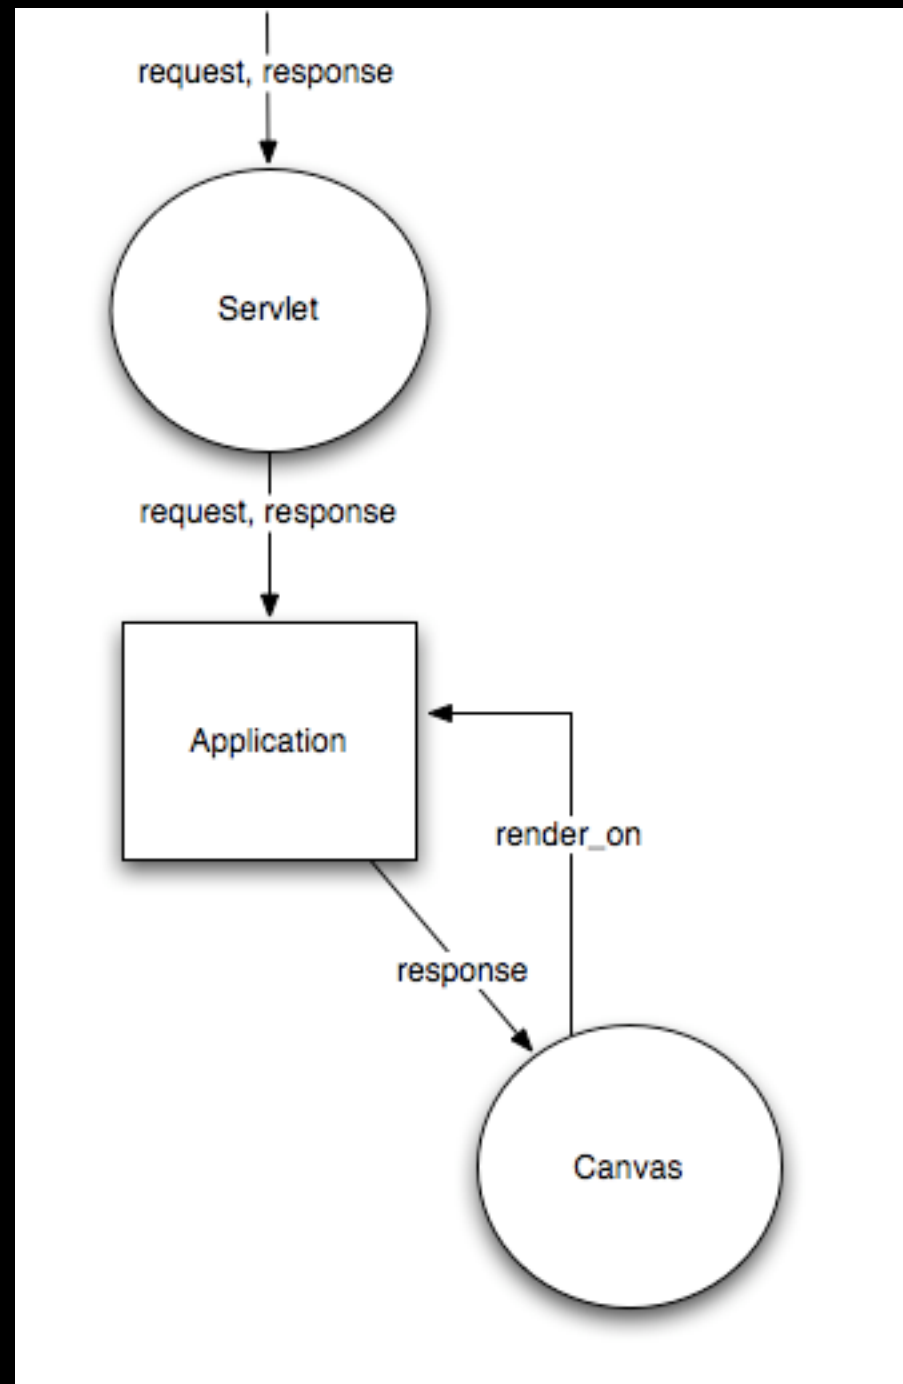 request, response
Servlet
request, response
Application
render_on
response
Canvas